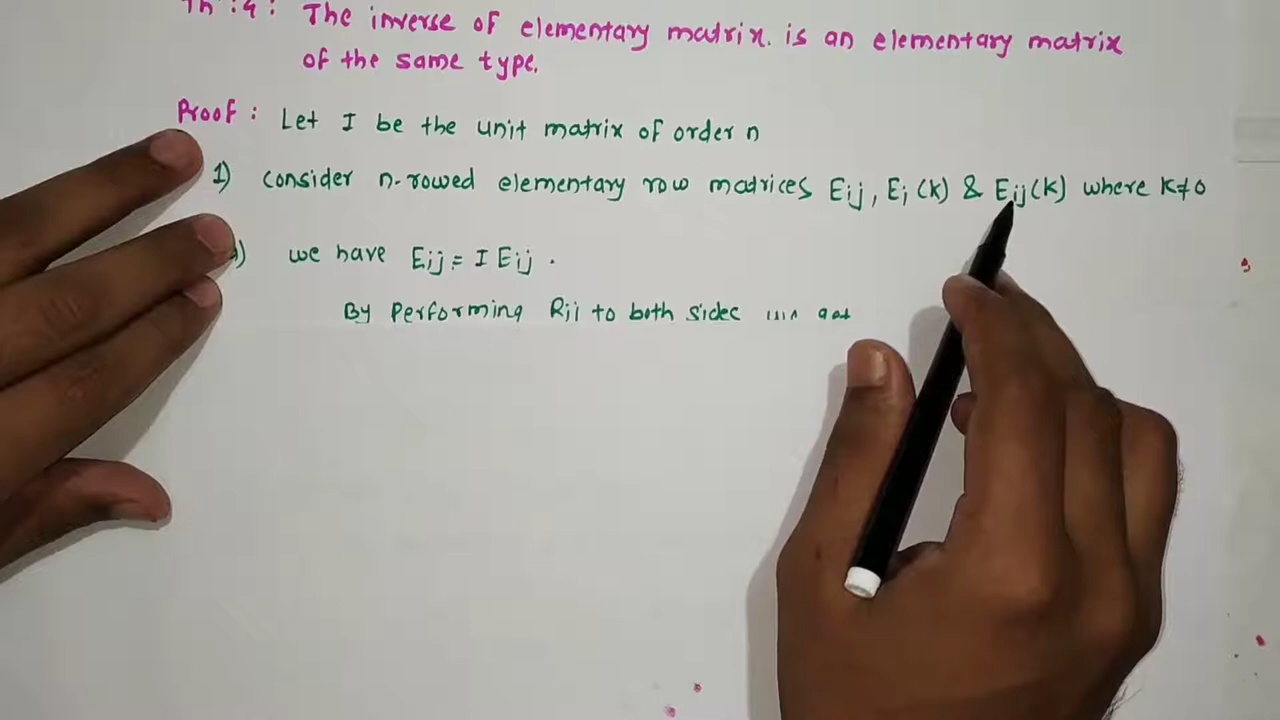 Th :4 : The inverse of elementary matrix. is an elementary matrix
of the same type.
Proof : Let I be the unit matrix of order n
1) consider n-rowed elementary row matrices Eij, Ei (k) & Eij(k) where k≠0
) we have Eij = I Eij .
By performing Rij to both sides